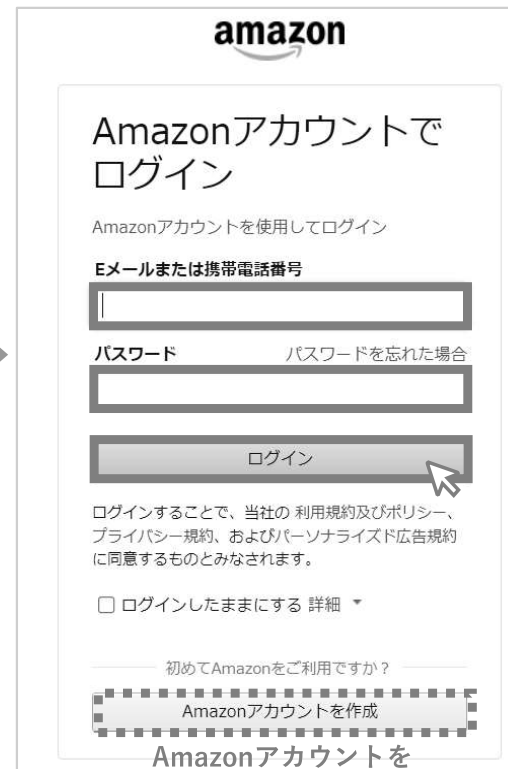 amazon
Amazonアカウントで
ログイン
Amazonアカウントを使用してログイン
Eメールまたは携帯電話番号
パスワード パスワードを忘れた場合
ログイン
ログインすることで、当社の 利用規約及びポリシー、
プライバシー規約、およびパーソナライズド広告規約
に同意するものとみなされます。
ログインしたままにする 詳細
初めてAmazonをご利用ですか？
Amazonアカウントを作成
Amazonアカウントを